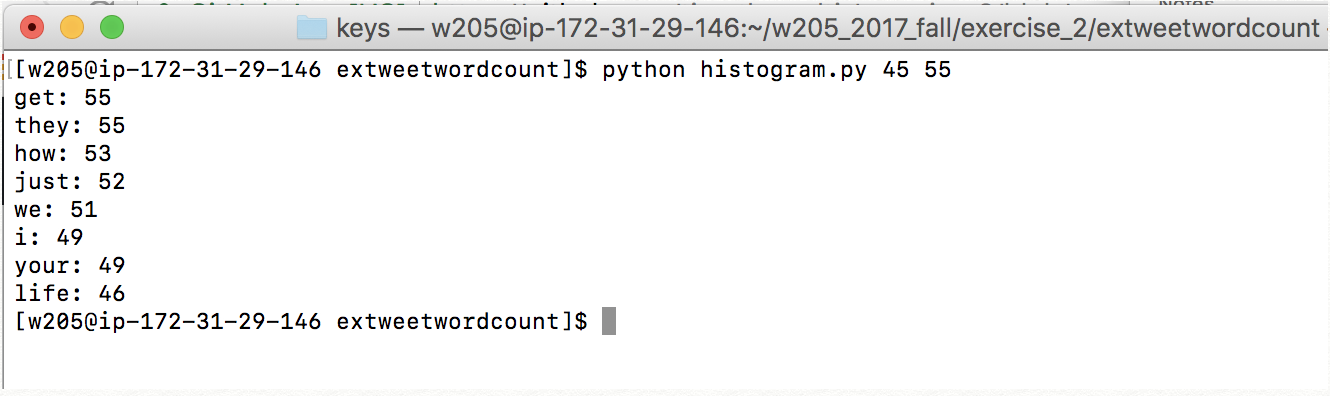 keys — w205@ip-172-31-29-146:~/w205_2017_fall/exercise_2/extweetwordcount
[[w205@ip-172-31-29-146 extweetwordcount]$ python histogram.py 45 55
get: 55
they: 55
how: 53
just: 52
we: 51
i: 49
your: 49
life: 46
[w205@ip-172-31-29-146 extweetwordcount]$